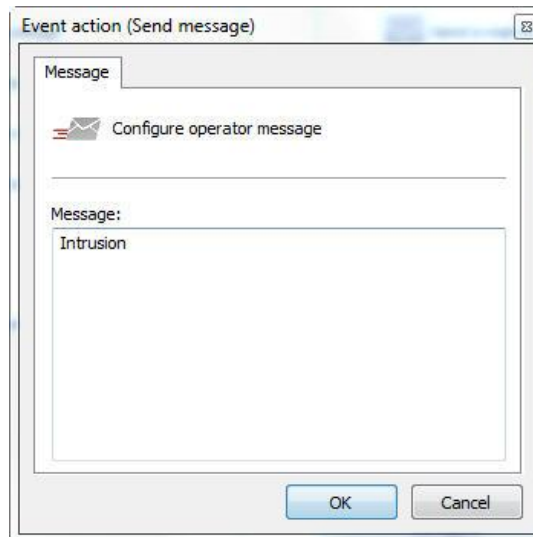 Event action (Send message)
Message
Configure operator message
Message:
Intrusion
OK
Cancel